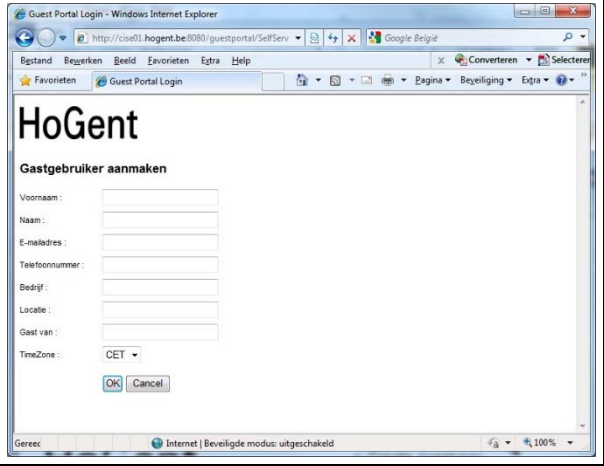 Guest Portal Login - Windows Internet Explorer
http://cise01.hogent.be:8080/guestportal/SelfServ
Google België
Bestand Bewerken Beeld Favorieten Extra Help
x Converteren Selecteren
Favorieten Guest Portal Login Pagina Beveiliging Extra
HoGent
Gastgebruiker aanmaken
Voornaam :
Naam :
E-mailadres :
Telefoonnummer :
Bedrijf :
Locatie :
Gast van :
TimeZone : CET
OK Cancel
Gereec Internet | Beveiligde modus: uitgeschakeld 100%